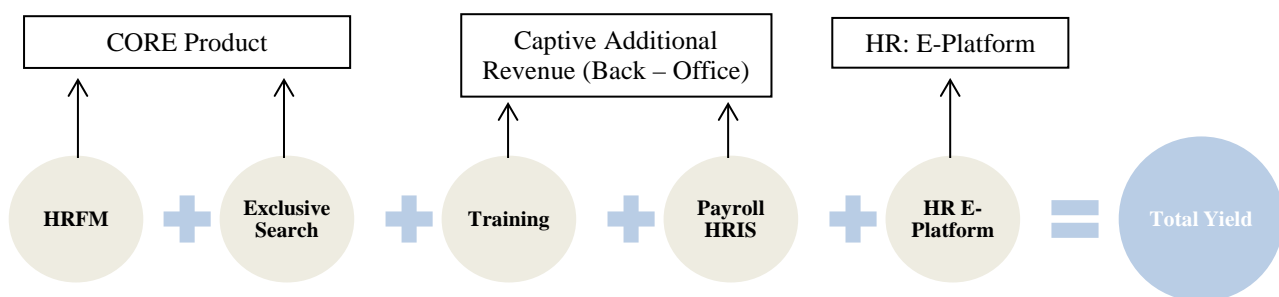 CORE Product
Captive Additional
Revenue (Back – Office)
HR: E-Platform
HRFM
Exclusive
Search
Training
Payroll
HRIS
HR E-
Platform
Total Yield